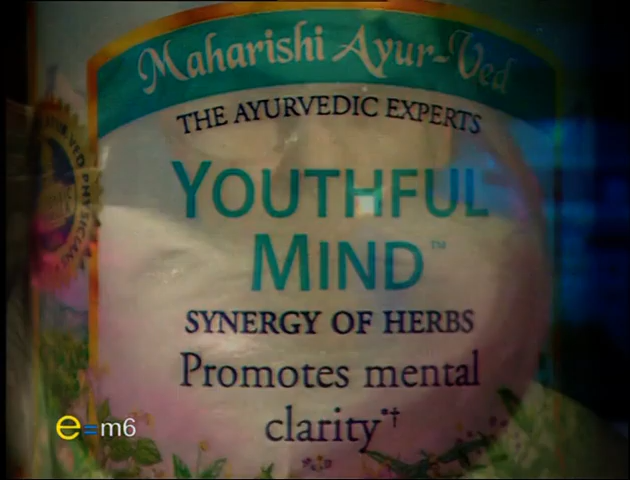 Maharishi Ayur-Ved
THE AYURVEDIC EXPERTS
YOUTHFUL
MIND™
SYNERGY OF HERBS
Promotes mental
clarity*†
e=m6